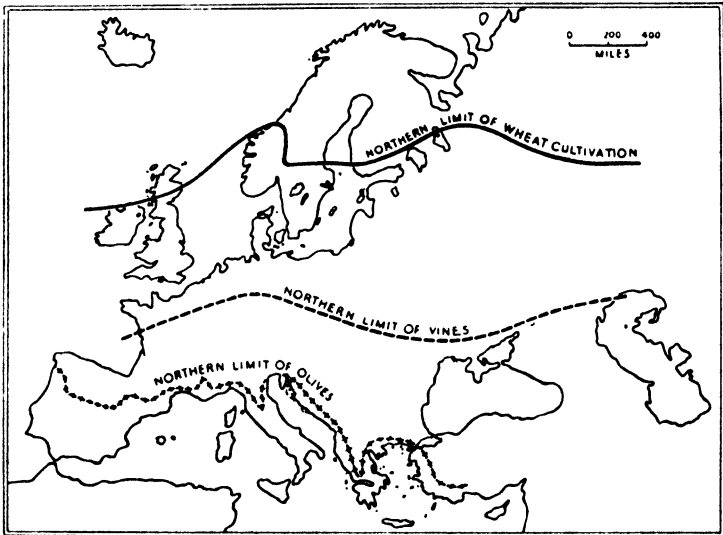 0 200 400
MILES
NORTHERN LIMIT OF WHEAT CULTIVATION
NORTHERN LIMIT OF VINES
NORTHERN LIMIT OF OLIVES